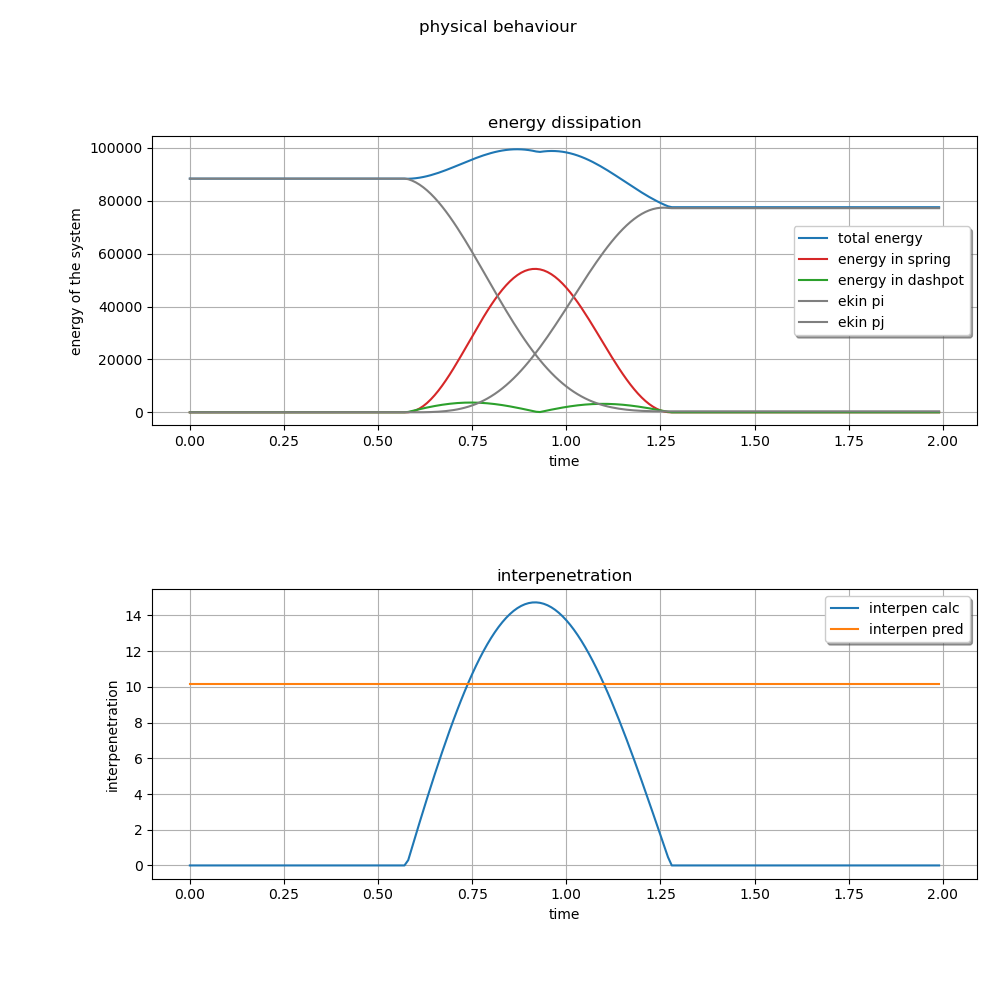 physical behaviour
energy dissipation
energy of the system
100000
80000
60000
40000
20000
0
total energy
energy in spring
energy in dashpot
ekin pi
ekin pj
0.00 0.25 0.50 0.75 1.00 1.25 1.50 1.75 2.00
time
interpenetration
interpenetration
14
12
10
8
6
4
2
0
interpen calc
interpen pred
0.00 0.25 0.50 0.75 1.00 1.25 1.50 1.75 2.00
time